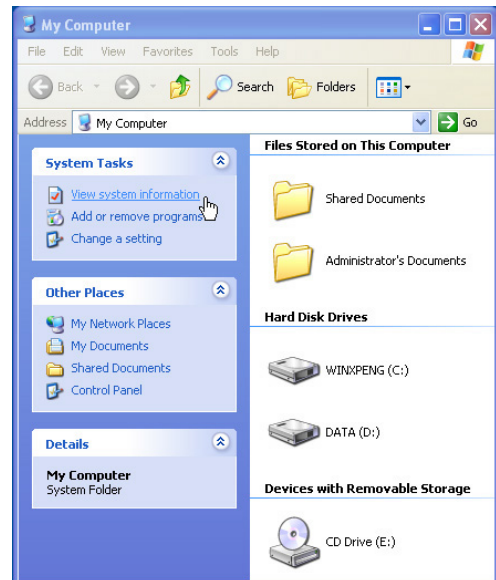 My Computer
File Edit View Favorites Tools Help
Back Search Folders
Address My Computer Go
System Tasks
View system information
Add or remove programs
Change a setting
Other Places
My Network Places
My Documents
Shared Documents
Control Panel
Details
My Computer
System Folder
Files Stored on This Computer
Shared Documents
Administrator's Documents
Hard Disk Drives
WINXPENG (C:)
DATA (D:)
Devices with Removable Storage
CD Drive (E:)